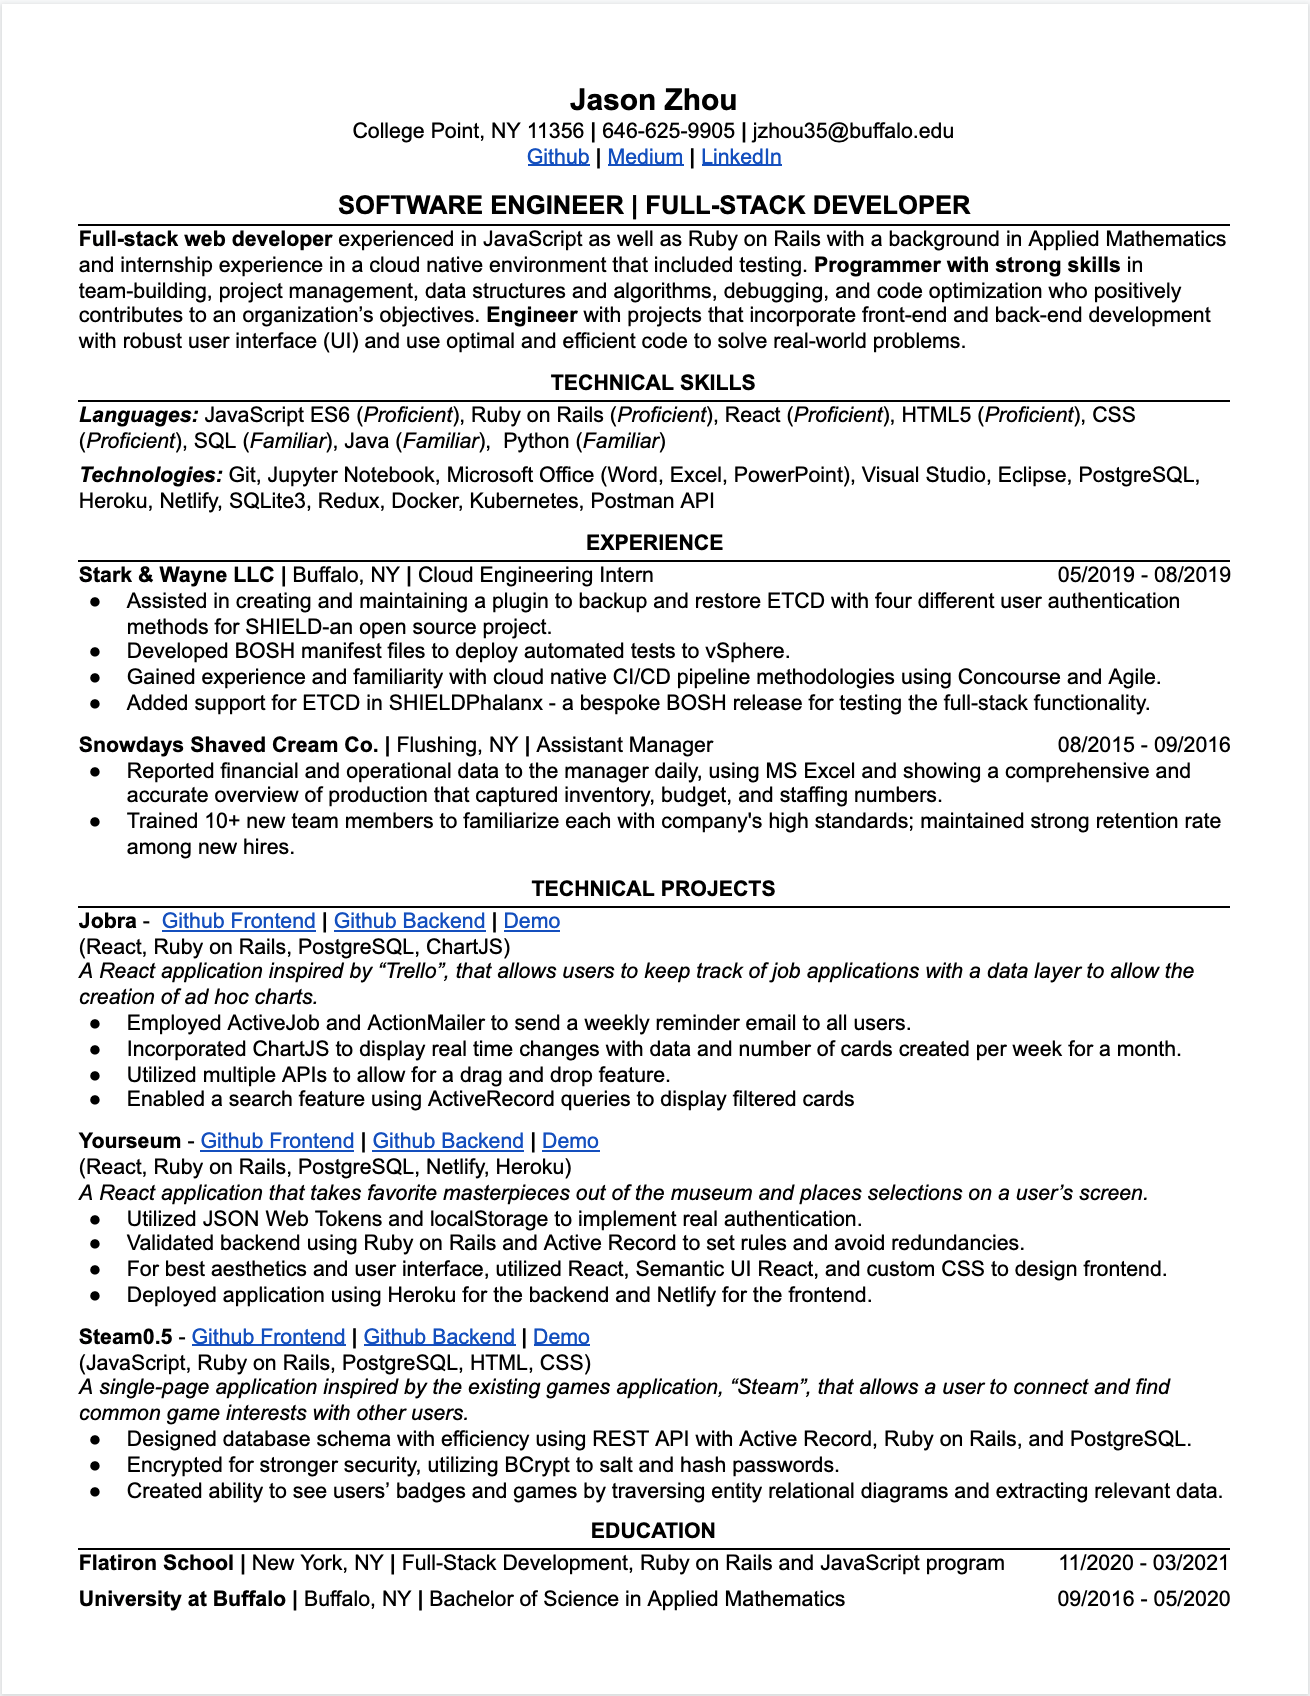 Jason Zhou
College Point, NY 11356 | 646-625-9905 | jzhou35@buffalo.edu
Github | Medium | LinkedIn
SOFTWARE ENGINEER | FULL-STACK DEVELOPER
Full-stack web developer experienced in JavaScript as well as Ruby on Rails with a background in Applied Mathematics
and internship experience in a cloud native environment that included testing. Programmer with strong skills in
team-building, project management, data structures and algorithms, debugging, and code optimization who positively
contributes to an organization’s objectives. Engineer with projects that incorporate front-end and back-end development
with robust user interface (UI) and use optimal and efficient code to solve real-world problems.
TECHNICAL SKILLS
Languages: JavaScript ES6 (Proficient), Ruby on Rails (Proficient), React (Proficient), HTML5 (Proficient), CSS
(Proficient), SQL (Familiar), Java (Familiar),  Python (Familiar)
Technologies: Git, Jupyter Notebook, Microsoft Office (Word, Excel, PowerPoint), Visual Studio, Eclipse, PostgreSQL,
Heroku, Netlify, SQLite3, Redux, Docker, Kubernetes, Postman API
EXPERIENCE
Stark & Wayne LLC | Buffalo, NY | Cloud Engineering Intern 05/2019 - 08/2019
● Assisted in creating and maintaining a plugin to backup and restore ETCD with four different user authentication
methods for SHIELD-an open source project.
● Developed BOSH manifest files to deploy automated tests to vSphere.
● Gained experience and familiarity with cloud native CI/CD pipeline methodologies using Concourse and Agile.
● Added support for ETCD in SHIELDPhalanx - a bespoke BOSH release for testing the full-stack functionality.
Snowdays Shaved Cream Co. | Flushing, NY | Assistant Manager 08/2015 - 09/2016
● Reported financial and operational data to the manager daily, using MS Excel and showing a comprehensive and
accurate overview of production that captured inventory, budget, and staffing numbers.
● Trained 10+ new team members to familiarize each with company's high standards; maintained strong retention rate
among new hires.
TECHNICAL PROJECTS
Jobra -  Github Frontend | Github Backend | Demo
(React, Ruby on Rails, PostgreSQL, ChartJS)
A React application inspired by “Trello”, that allows users to keep track of job applications with a data layer to allow the
creation of ad hoc charts.
● Employed ActiveJob and ActionMailer to send a weekly reminder email to all users.
● Incorporated ChartJS to display real time changes with data and number of cards created per week for a month.
● Utilized multiple APIs to allow for a drag and drop feature.
● Enabled a search feature using ActiveRecord queries to display filtered cards
Yourseum - Github Frontend | Github Backend | Demo
(React, Ruby on Rails, PostgreSQL, Netlify, Heroku)
A React application that takes favorite masterpieces out of the museum and places selections on a user’s screen.
● Utilized JSON Web Tokens and localStorage to implement real authentication.
● Validated backend using Ruby on Rails and Active Record to set rules and avoid redundancies.
● For best aesthetics and user interface, utilized React, Semantic UI React, and custom CSS to design frontend.
● Deployed application using Heroku for the backend and Netlify for the frontend.
Steam0.5 - Github Frontend | Github Backend | Demo
(JavaScript, Ruby on Rails, PostgreSQL, HTML, CSS)
A single-page application inspired by the existing games application, “Steam”, that allows a user to connect and find
common game interests with other users.
● Designed database schema with efficiency using REST API with Active Record, Ruby on Rails, and PostgreSQL.
● Encrypted for stronger security, utilizing BCrypt to salt and hash passwords.
● Created ability to see users’ badges and games by traversing entity relational diagrams and extracting relevant data.
EDUCATION
Flatiron School | New York, NY | Full-Stack Development, Ruby on Rails and JavaScript program 11/2020 - 03/2021
University at Buffalo | Buffalo, NY | Bachelor of Science in Applied Mathematics 09/2016 - 05/2020